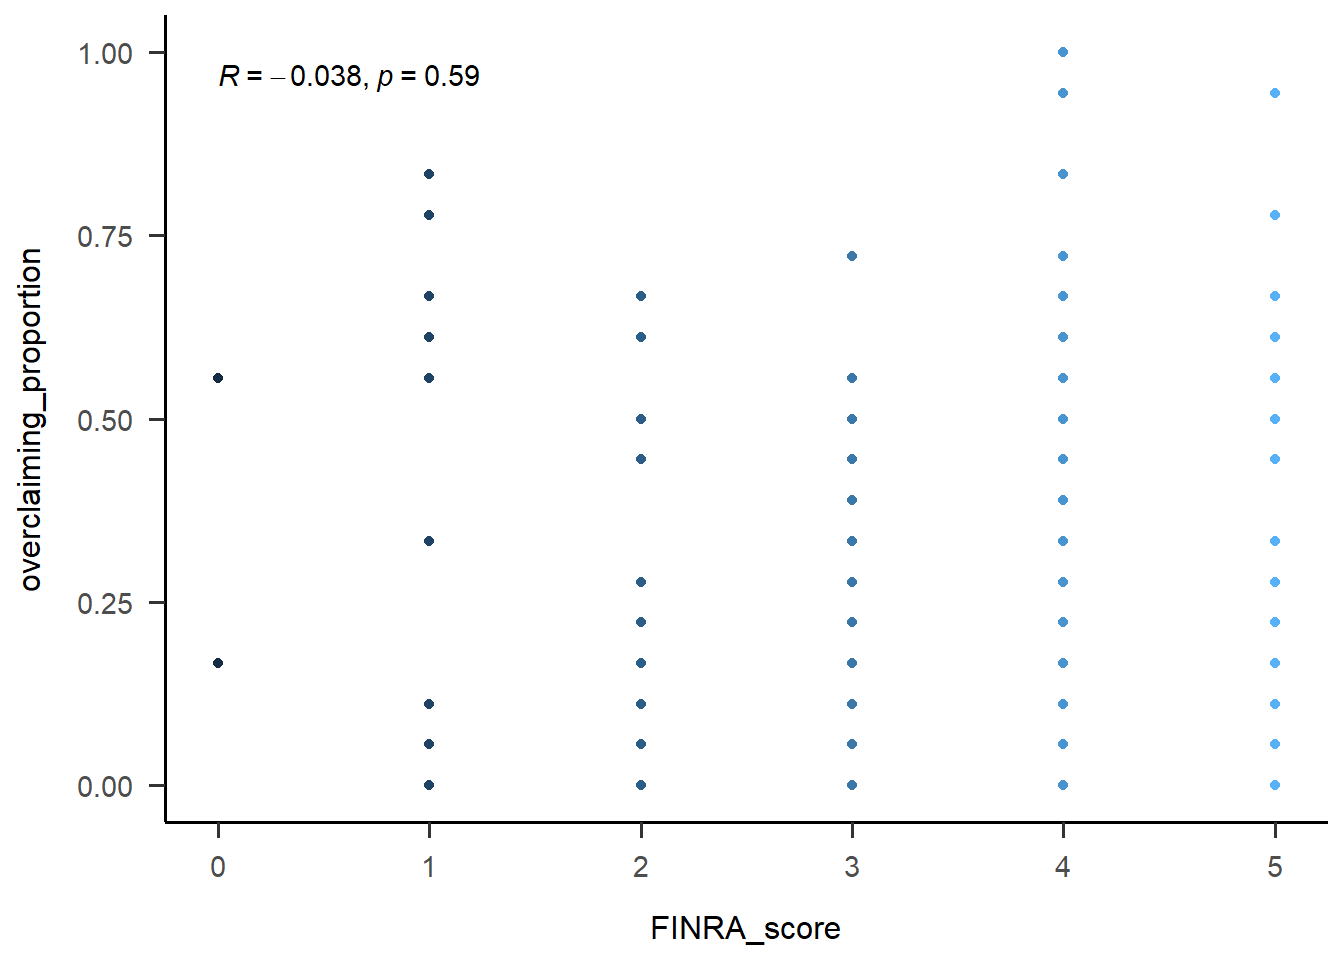 R = −0.038, p = 0.59
1.00
0.75
0.50
0.25
0.00
overclaiming_proportion
0 1 2 3 4 5
FINRA_score